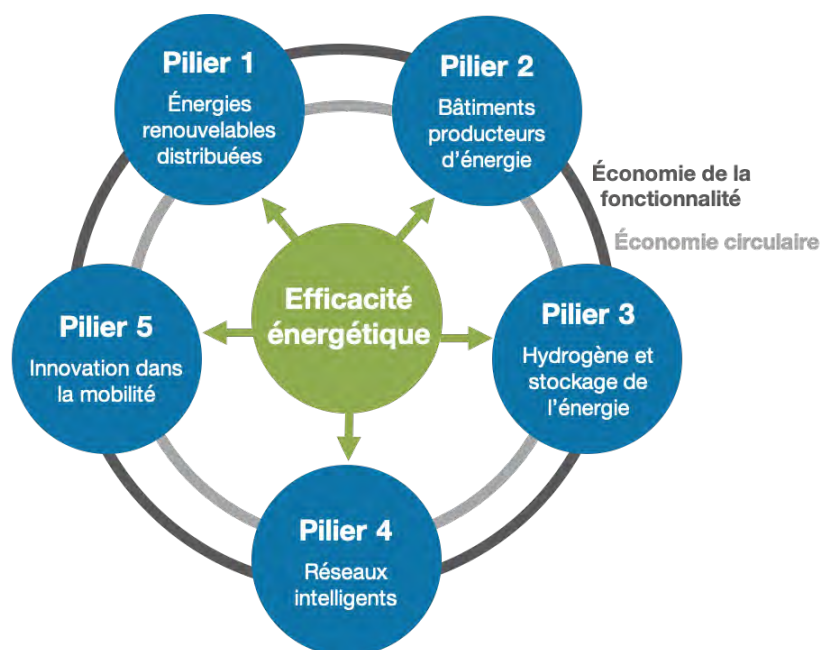 Pilier 1
Énergies
renouvelables
distribuées
Pilier 2
Bâtiments
producteurs
d'énergie
Économie de la
fonctionnalité
Économie circulaire
Efficacité
énergétique
Pilier 3
Hydrogène et
stockage de
l'énergie
Pilier 5
Innovation dans
la mobilité
Pilier 4
Réseaux
intelligents